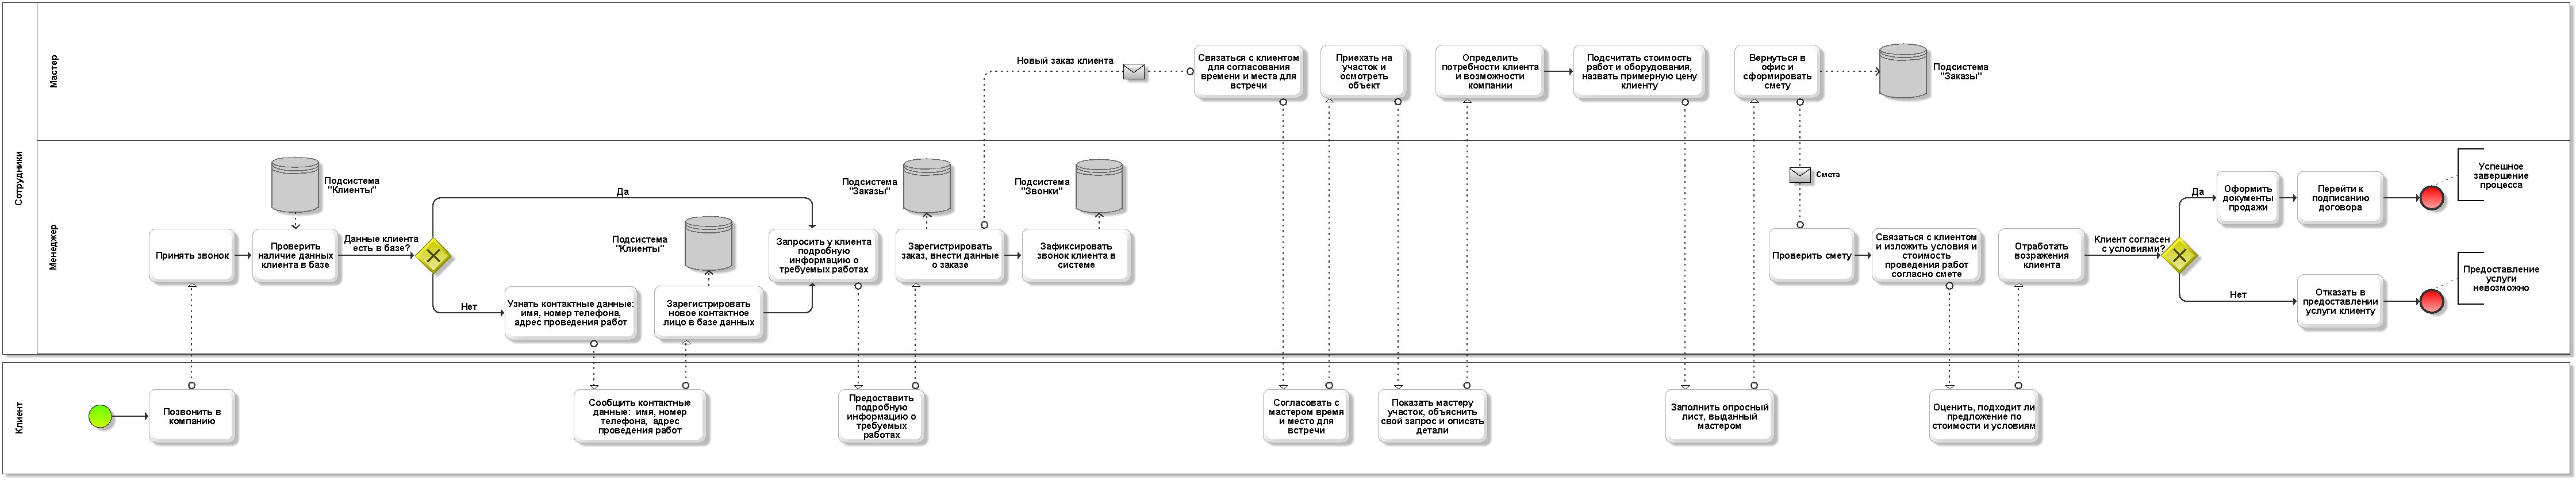 Сотрудники
Мастер
Новый заказ клиента
Связаться с клиентом
для согласования
времени и места для
встречи
Приехать на
участок и
осмотреть
объект
Определить
потребности клиента
и возможности
компании
Подсчитать стоимость
работ и оборудования,
назвать примерную цену
клиенту
Вернуться в
офис и
сформировать
смету
Подсистема
"Заказы"
Менеджер
Принять звонок
Подсистема
"Клиенты"
Проверить
наличие данных
клиента в базе
Данные клиента
есть в базе?
Да
Нет
Узнать контактные данные:
имя, номер телефона,
адрес проведения работ
Подсистема
"Клиенты"
Зарегистрировать
новое контактное
лицо в базе данных
Запросить у клиента
подробную
информацию о
требуемых работах
Подсистема
"Заказы"
Зарегистрировать
заказ, внести данные
о заказе
Подсистема
"Звонки"
Зафиксировать
звонок клиента в
системе
Смета
Проверить смету
Связаться с клиентом
и изложить условия и
стоимость
проведения работ
согласно смете
Отработать
возражения
клиента
Клиент согласен
с условиями?
Да
Оформить
документы
продажи
Перейти к
подписанию
договора
Успешное
завершение
процесса
Нет
Отказать в
предоставлении
услуги клиенту
Предоставление
услуги
невозможно
Клиент
Позвонить в
компанию
Сообщить контактные
данные: имя, номер
телефона, адрес
проведения работ
Предоставить
подробную
информацию о
требуемых
работах
Согласовать с
мастером время
и место для
встречи
Показать мастеру
участок, объяснить
свой запрос и описать
детали
Заполнить опросный
лист, выданный
мастером
Оценить, подходит ли
предложение по
стоимости и условиям